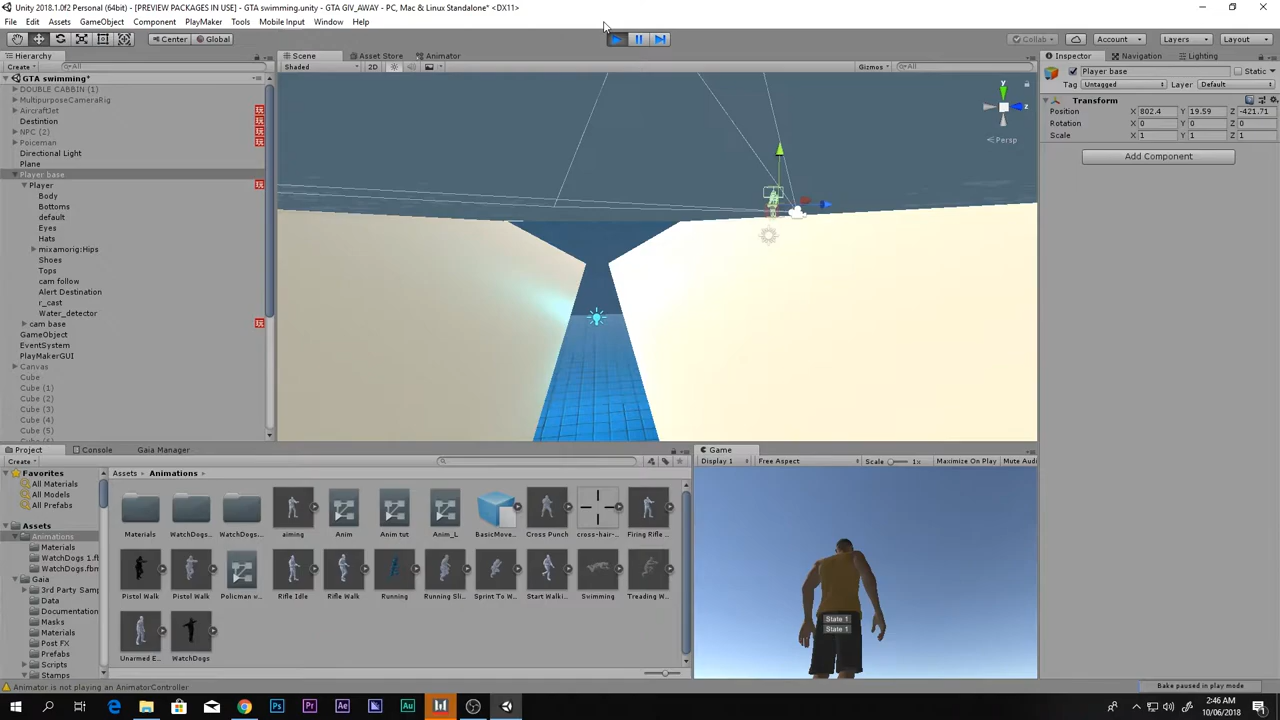 Unity 2018.1.0f2 Personal (64bit) - [PREVIEW PACKAGES IN USE] - GTA swimming.unity - GTA GIV_AWAY - PC, Mac & Linux Standalone* <DX11>
File Edit Assets GameObject Component PlayMaker Tools Mobile Input Window Help
Center Global Collab Account Layers Layout
Hierarchy Scene Asset Store Animator Inspector Navigation Lighting
Create All Shaded 2D Gizmos All
Player base Static
GTA swimming*
Tag Untagged Layer Default
DOUBLE CABBIN (1)
MultipurposeCameraRig
Transform
AircraftJet
Position X 802.4 Y 19.59 Z -421.71
Destintion
Rotation X 0 Y 0 Z 0
NPC (2)
Scale X 1 Y 1 Z 1
Poiceman
y z
Persp
Directional Light
Add Component
Plane
Player base
Player
Body
Bottoms
default
Eyes
Hats
mixamorig:Hips
Shoes
Tops
cam follow
Alert Destination
r_cast
Water_detector
cam base
GameObject
EventSystem
PlayMakerGUI
Canvas
Cube
Cube (1)
Cube (2)
Cube (3)
Cube (4)
Project Console Gaia Manager Game
Create Display 1 Free Aspect Scale 1x Maximize On Play Mute Audi
Favorites
All Materials
All Models
All Prefabs
Assets
Animations
Materials
WatchDogs 1.fb
WatchDogs.fbm
Gaia
3rd Party Samp
Data
Documentation
Masks
Materials
Post FX
Prefabs
Scripts
Stamps
Assets Animations
Materials WatchDogs.. WatchDogs.. aiming Anim Anim tut Anim_L BasicMove.. Cross Punch cross-hair-.. Firing Rifle ..
Pistol Walk Pistol Walk Policman v.. Rifle Idle Rifle Walk Running Running Sli.. Sprint To W.. Start Walki.. Swimming Treading W..
Unarmed E.. WatchDogs
State 1
State 1
Animator is not playing an AnimatorController
Bake paused in play mode
Ps Pr Ae Au
2:46 AM
10/06/2018